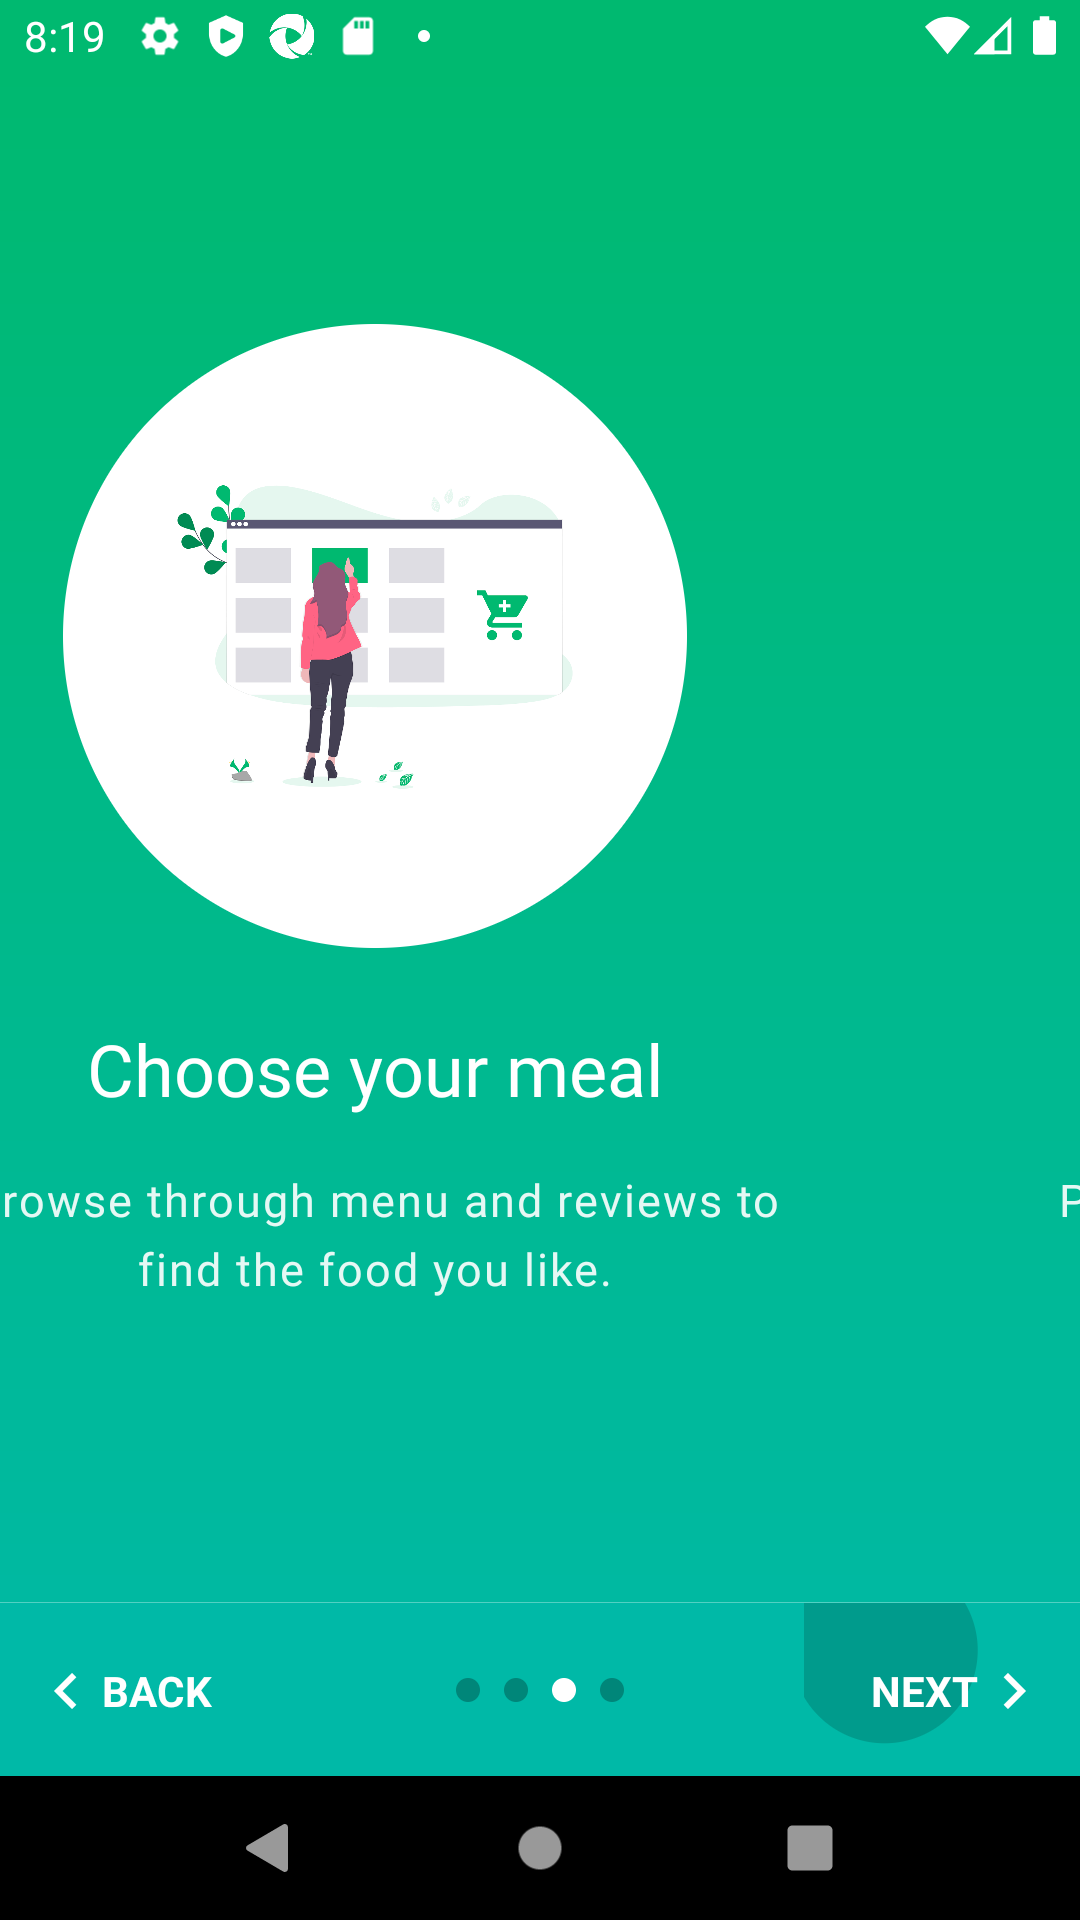 8:19
Choose your meal
rowse through menu and reviews to
find the food you like.
P
BACK
NEXT